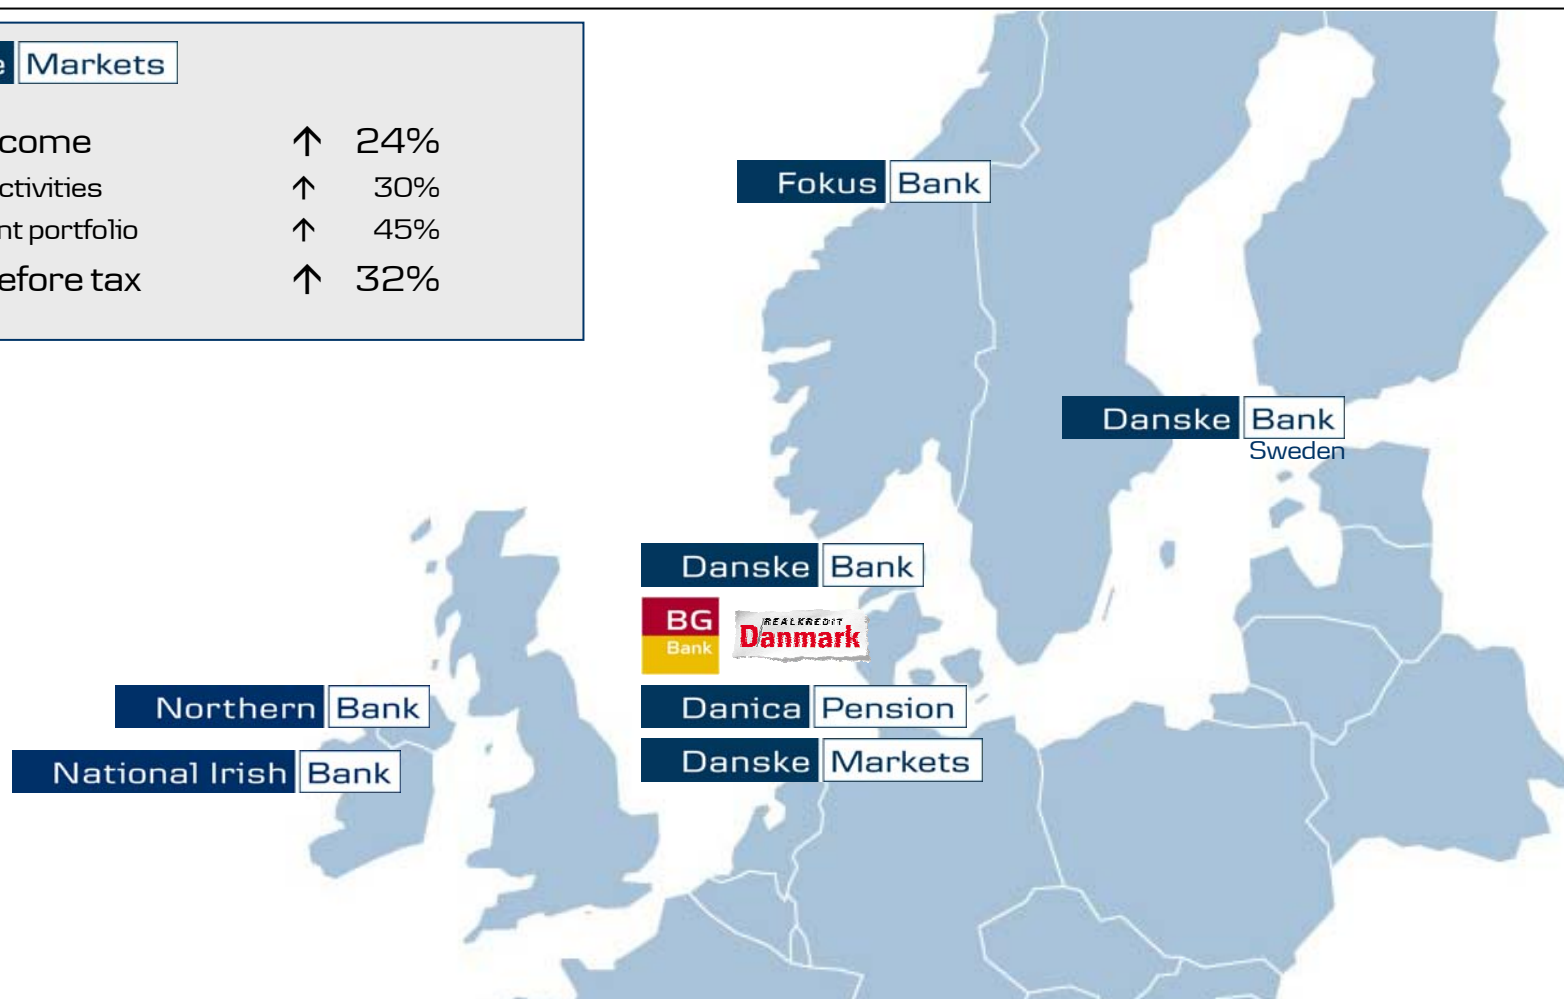 e Markets
come ↑ 24%
ctivities ↑ 30%
nt portfolio ↑ 45%
efore tax ↑ 32%
Fokus Bank
Danske Bank
Sweden
Danske Bank
BG
Bank
REALKREDIT
Danmark
Northern Bank
Danica Pension
National Irish Bank
Danske Markets